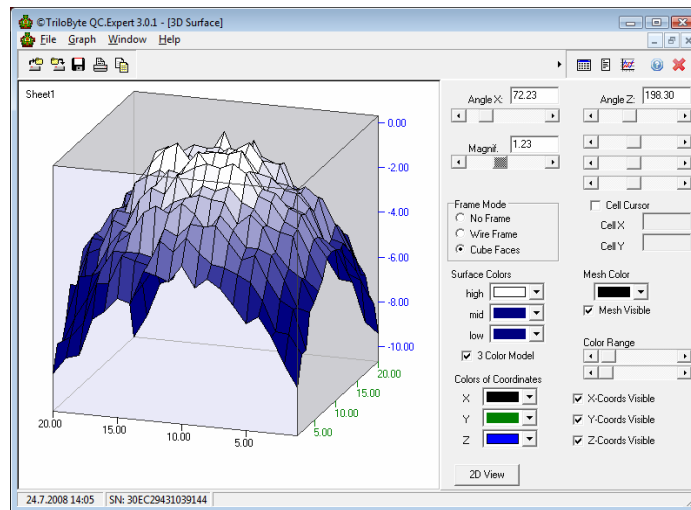 ©TriloByte QC.Expert 3.0.1 - [3D Surface]
File Graph Window Help
Sheet1
0.00
-2.00
-4.00
-6.00
-8.00
-10.00
20.00
15.00
10.00
5.00
20.00
15.00
10.00
5.00
Angle X: 72.23
Angle Z: 198.30
Magnif. 1.23
Frame Mode
No Frame
Wire Frame
Cube Faces
Cell Cursor
Cell X
Cell Y
Surface Colors
high
mid
low
3 Color Model
Mesh Color
Mesh Visible
Color Range
Colors of Coordinates
X
Y
Z
X-Coords Visible
Y-Coords Visible
Z-Coords Visible
2D View
24.7.2008 14:05 SN: 30EC29431039144